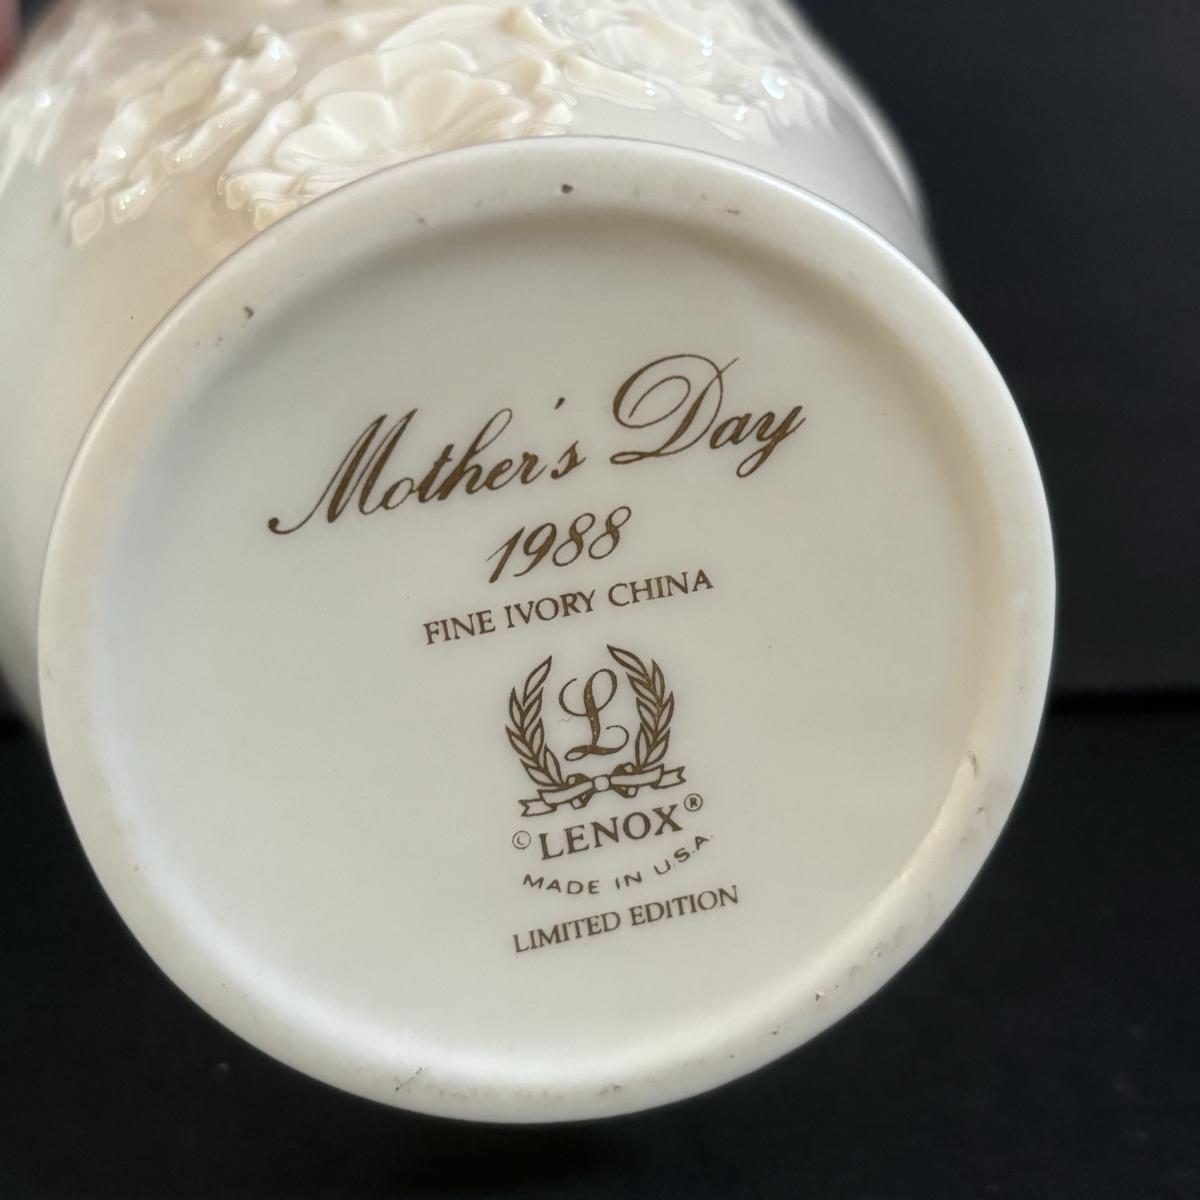 Mother's Day
1988
FINE IVORY CHINA
L
© LENOX ®
MADE IN U.S.A.
LIMITED EDITION